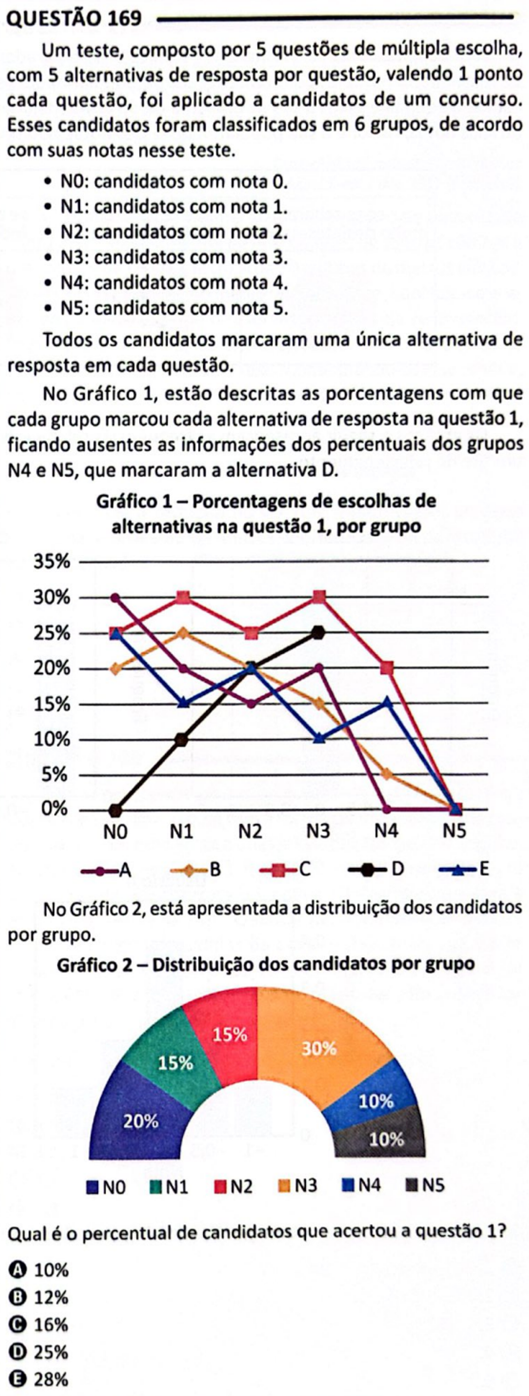 QUESTÃO 169
Um teste, composto por 5 questões de múltipla escolha,
com 5 alternativas de resposta por questão, valendo 1 ponto
cada questão, foi aplicado a candidatos de um concurso.
Esses candidatos foram classificados em 6 grupos, de acordo
com suas notas nesse teste.
• N0: candidatos com nota 0.
• N1: candidatos com nota 1.
• N2: candidatos com nota 2.
• N3: candidatos com nota 3.
• N4: candidatos com nota 4.
• N5: candidatos com nota 5.
Todos os candidatos marcaram uma única alternativa de
resposta em cada questão.
No Gráfico 1, estão descritas as porcentagens com que
cada grupo marcou cada alternativa de resposta na questão 1,
ficando ausentes as informações dos percentuais dos grupos
N4 e N5, que marcaram a alternativa D.
Gráfico 1 – Porcentagens de escolhas de
alternativas na questão 1, por grupo
35%
30%
25%
20%
15%
10%
5%
0%
N0 N1 N2 N3 N4 N5
A B C D E
No Gráfico 2, está apresentada a distribuição dos candidatos
por grupo.
Gráfico 2 – Distribuição dos candidatos por grupo
15%
30%
15%
10%
20%
10%
N0 N1 N2 N3 N4 N5
Qual é o percentual de candidatos que acertou a questão 1?
A 10%
B 12%
C 16%
D 25%
E 28%